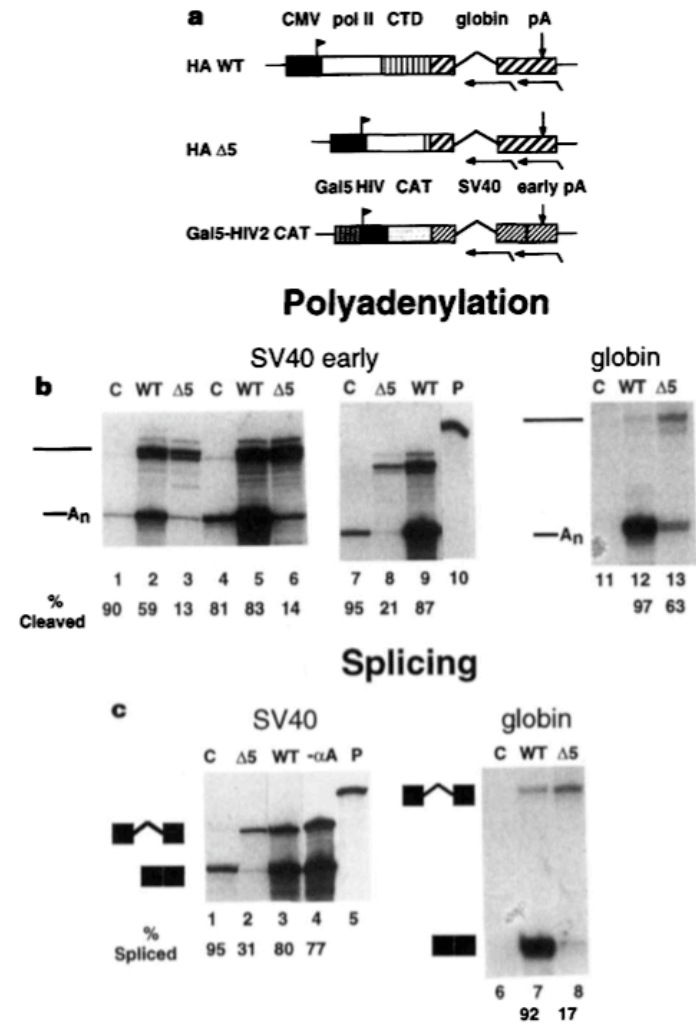 a
CMV pol II CTD globin pA
HA WT
HA Δ5
Gal5 HIV CAT SV40 early pA
Gal5-HIV2 CAT
Polyadenylation
SV40 early globin
b
C WT Δ5 C WT Δ5 C Δ5 WT P C WT Δ5
An An
1 2 3 4 5 6 7 8 9 10 11 12 13
% Cleaved 90 59 13 81 83 14 95 21 87 97 63
Splicing
c
SV40 globin
C Δ5 WT -αA P C WT Δ5
1 2 3 4 5
% Spliced 95 31 80 77
6 7 8
92 17